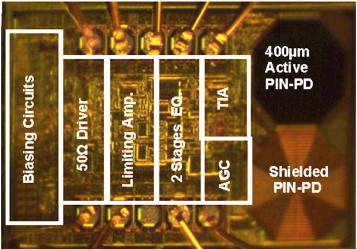 Biasing Circuits
50Ω Driver
Limiting Amp.
2 Stages EQ.
TIA
AGC
400µm
Active
PIN-PD
Shielded
PIN-PD